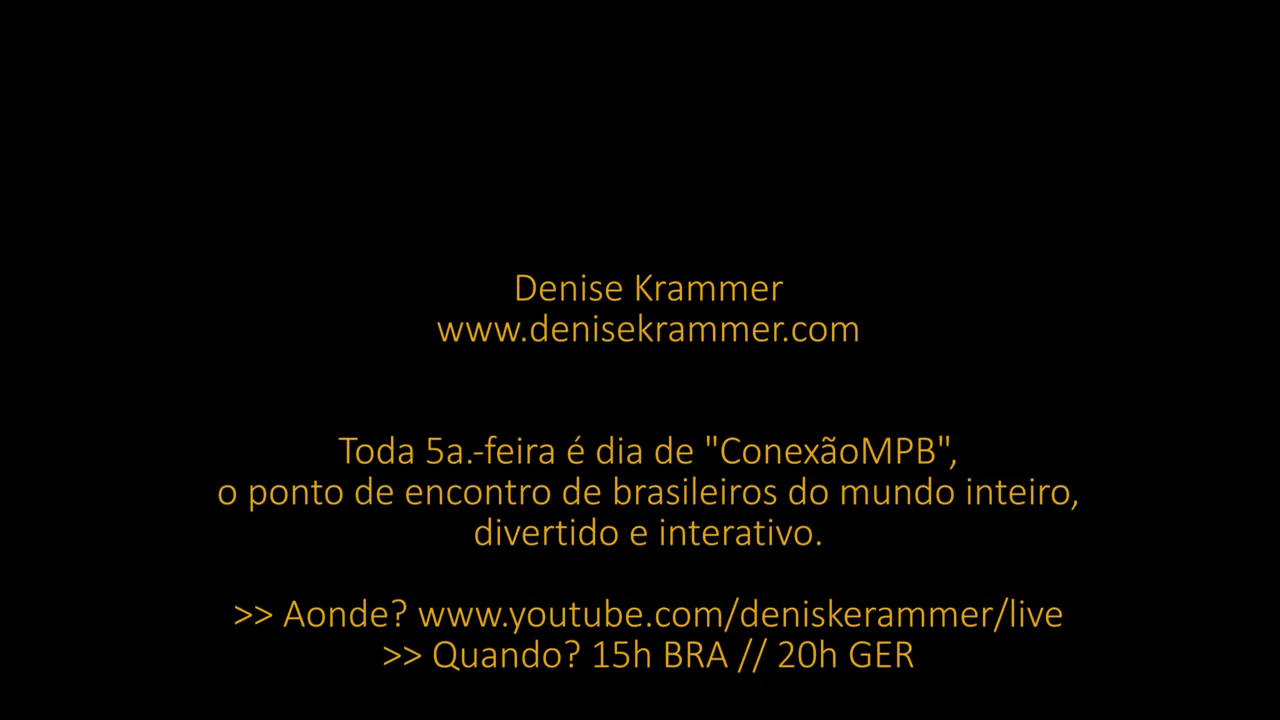 Denise Krammer
www.denisekrammer.com
Toda 5a.-feira é dia de "ConexãoMPB",
o ponto de encontro de brasileiros do mundo inteiro,
divertido e interativo.
>> Aonde? www.youtube.com/deniskerammer/live
>> Quando? 15h BRA // 20h GER